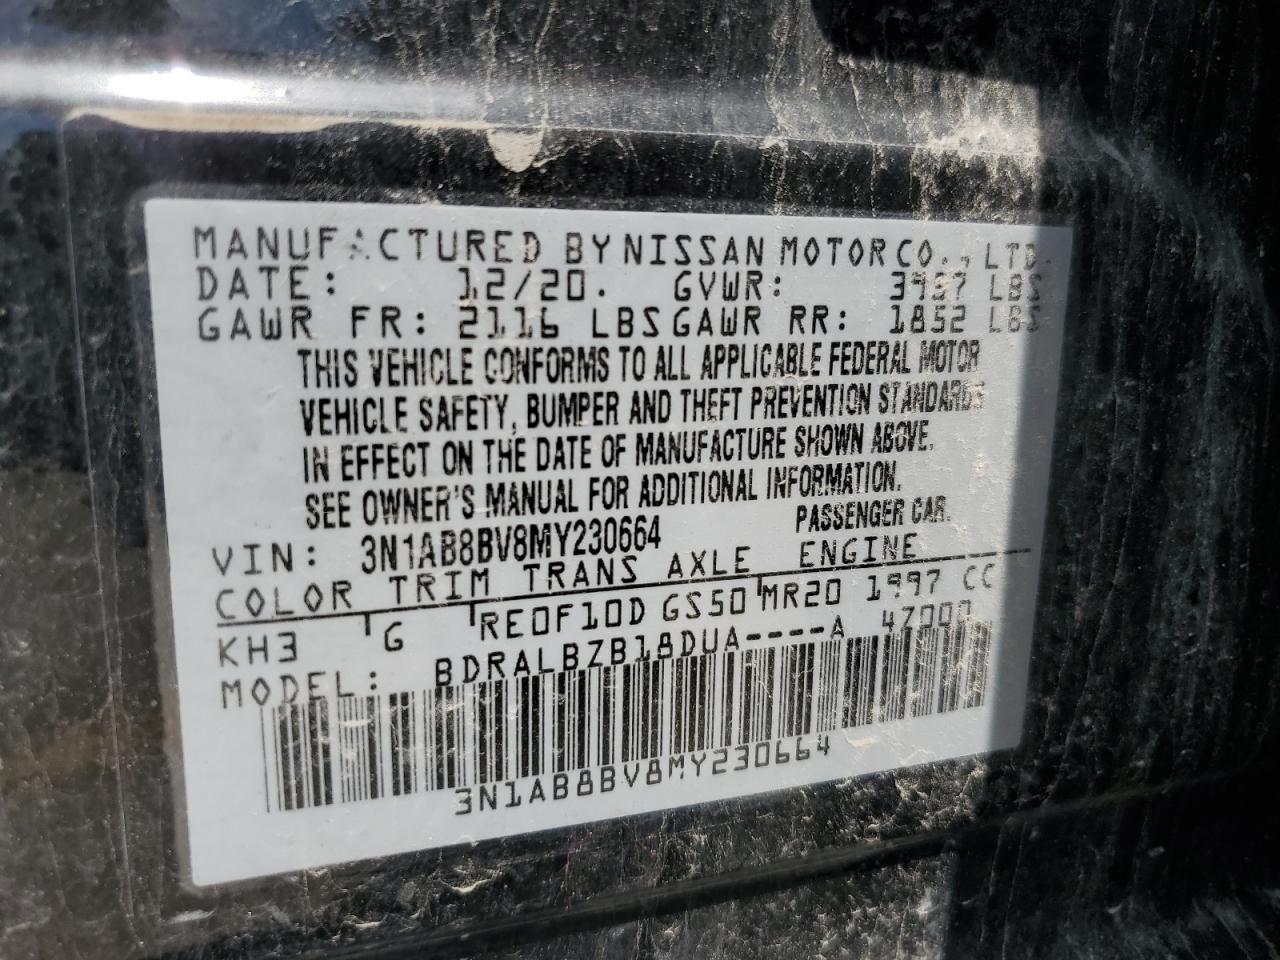 MANUFACTURED BY NISSAN MOTOR CO., LTD.
DATE: 12/20. GVWR: LBS
GAWR FR: 2116 LBS GAWR RR: 1852 LBS
THIS VEHICLE CONFORMS TO ALL APPLICABLE FEDERAL MOTOR
VEHICLE SAFETY, BUMPER AND THEFT PREVENTION STANDARDS
IN EFFECT ON THE DATE OF MANUFACTURE SHOWN ABOVE.
SEE OWNER'S MANUAL FOR ADDITIONAL INFORMATION.
VIN: 3N1AB8BV8MY230664 PASSENGER CAR.
COLOR TRIM TRANS AXLE ENGINE
KH3 G RE0F10D GS50 MR20 1997 CC
MODEL: BDRALBZB18DUA----A 47000
3N1AB8BV8MY230664